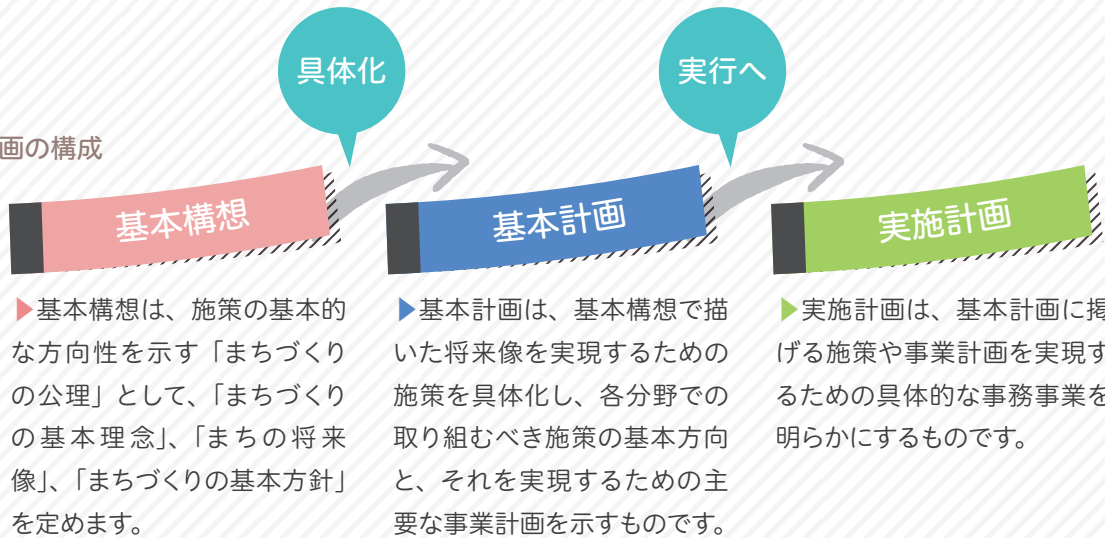 具体化
実行へ
画の構成
基本構想
基本計画
実施計画
▶基本構想は、施策の基本的
な方向性を示す「まちづくり
の公理」として、「まちづくり
の基本理念」、「まちの将来
像」、「まちづくりの基本方針」
を定めます。
▶基本計画は、基本構想で描
いた将来像を実現するための
施策を具体化し、各分野での
取り組むべき施策の基本方向
と、それを実現するための主
要な事業計画を示すものです。
▶実施計画は、基本計画に掲
げる施策や事業計画を実現す
るための具体的な事務事業を
明らかにするものです。